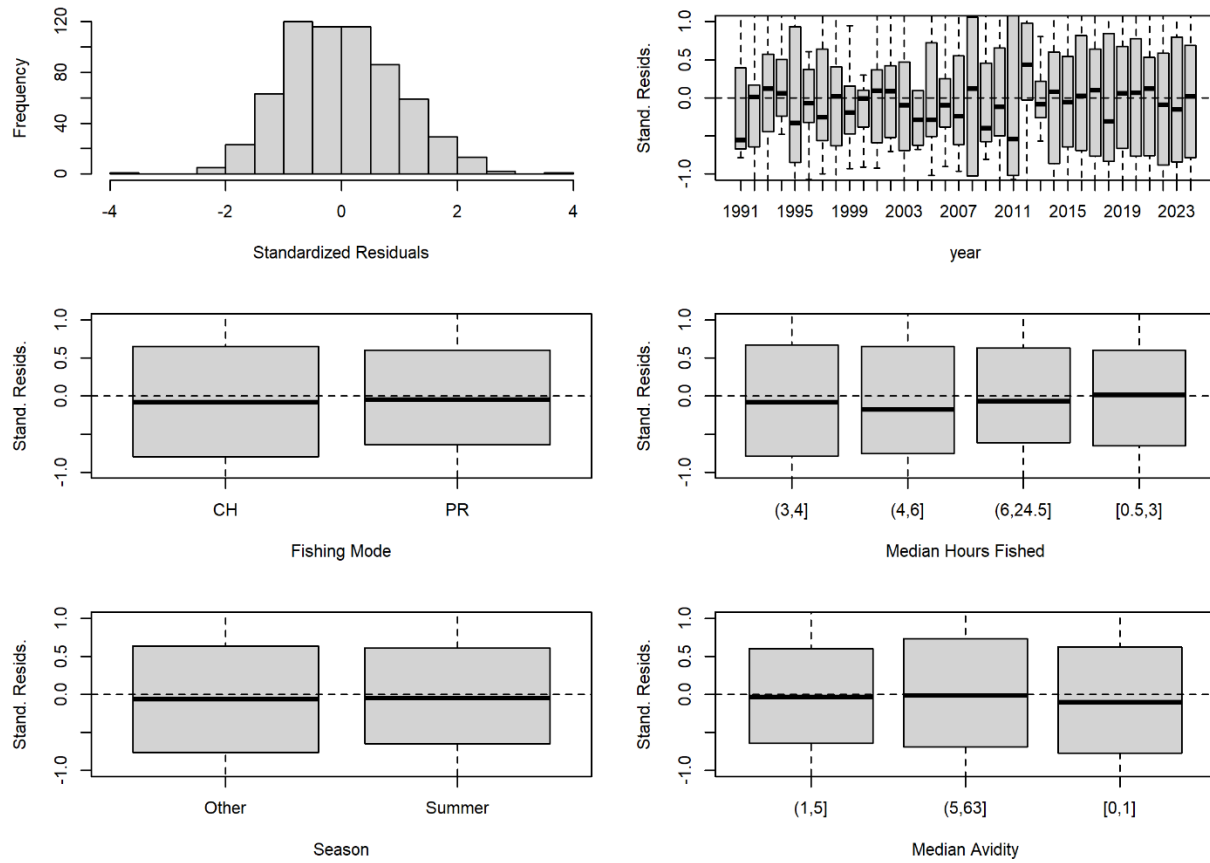 Frequency
0 40 80 120
-4 -2 0 2 4
Standardized Residuals
Stand. Resids.
-1.0 0.0 0.5 1.0
1991 1995 1999 2003 2007 2011 2015 2019 2023
year
Stand. Resids.
-1.0 0.0 0.5 1.0
CH PR
Fishing Mode
Stand. Resids.
-1.0 0.0 0.5 1.0
(3,4] (4,6] (6,24.5] [0.5,3]
Median Hours Fished
Stand. Resids.
-1.0 0.0 0.5 1.0
Other Summer
Season
Stand. Resids.
-1.0 0.0 0.5 1.0
(1,5] (5,63] [0,1]
Median Avidity